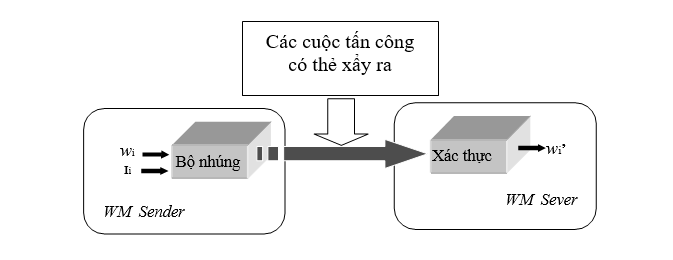 Các cuộc tấn công
có thẻ xẩy ra
wi
Ii
Bộ nhúng
WM Sender
Xác thực
wi’
WM Sever